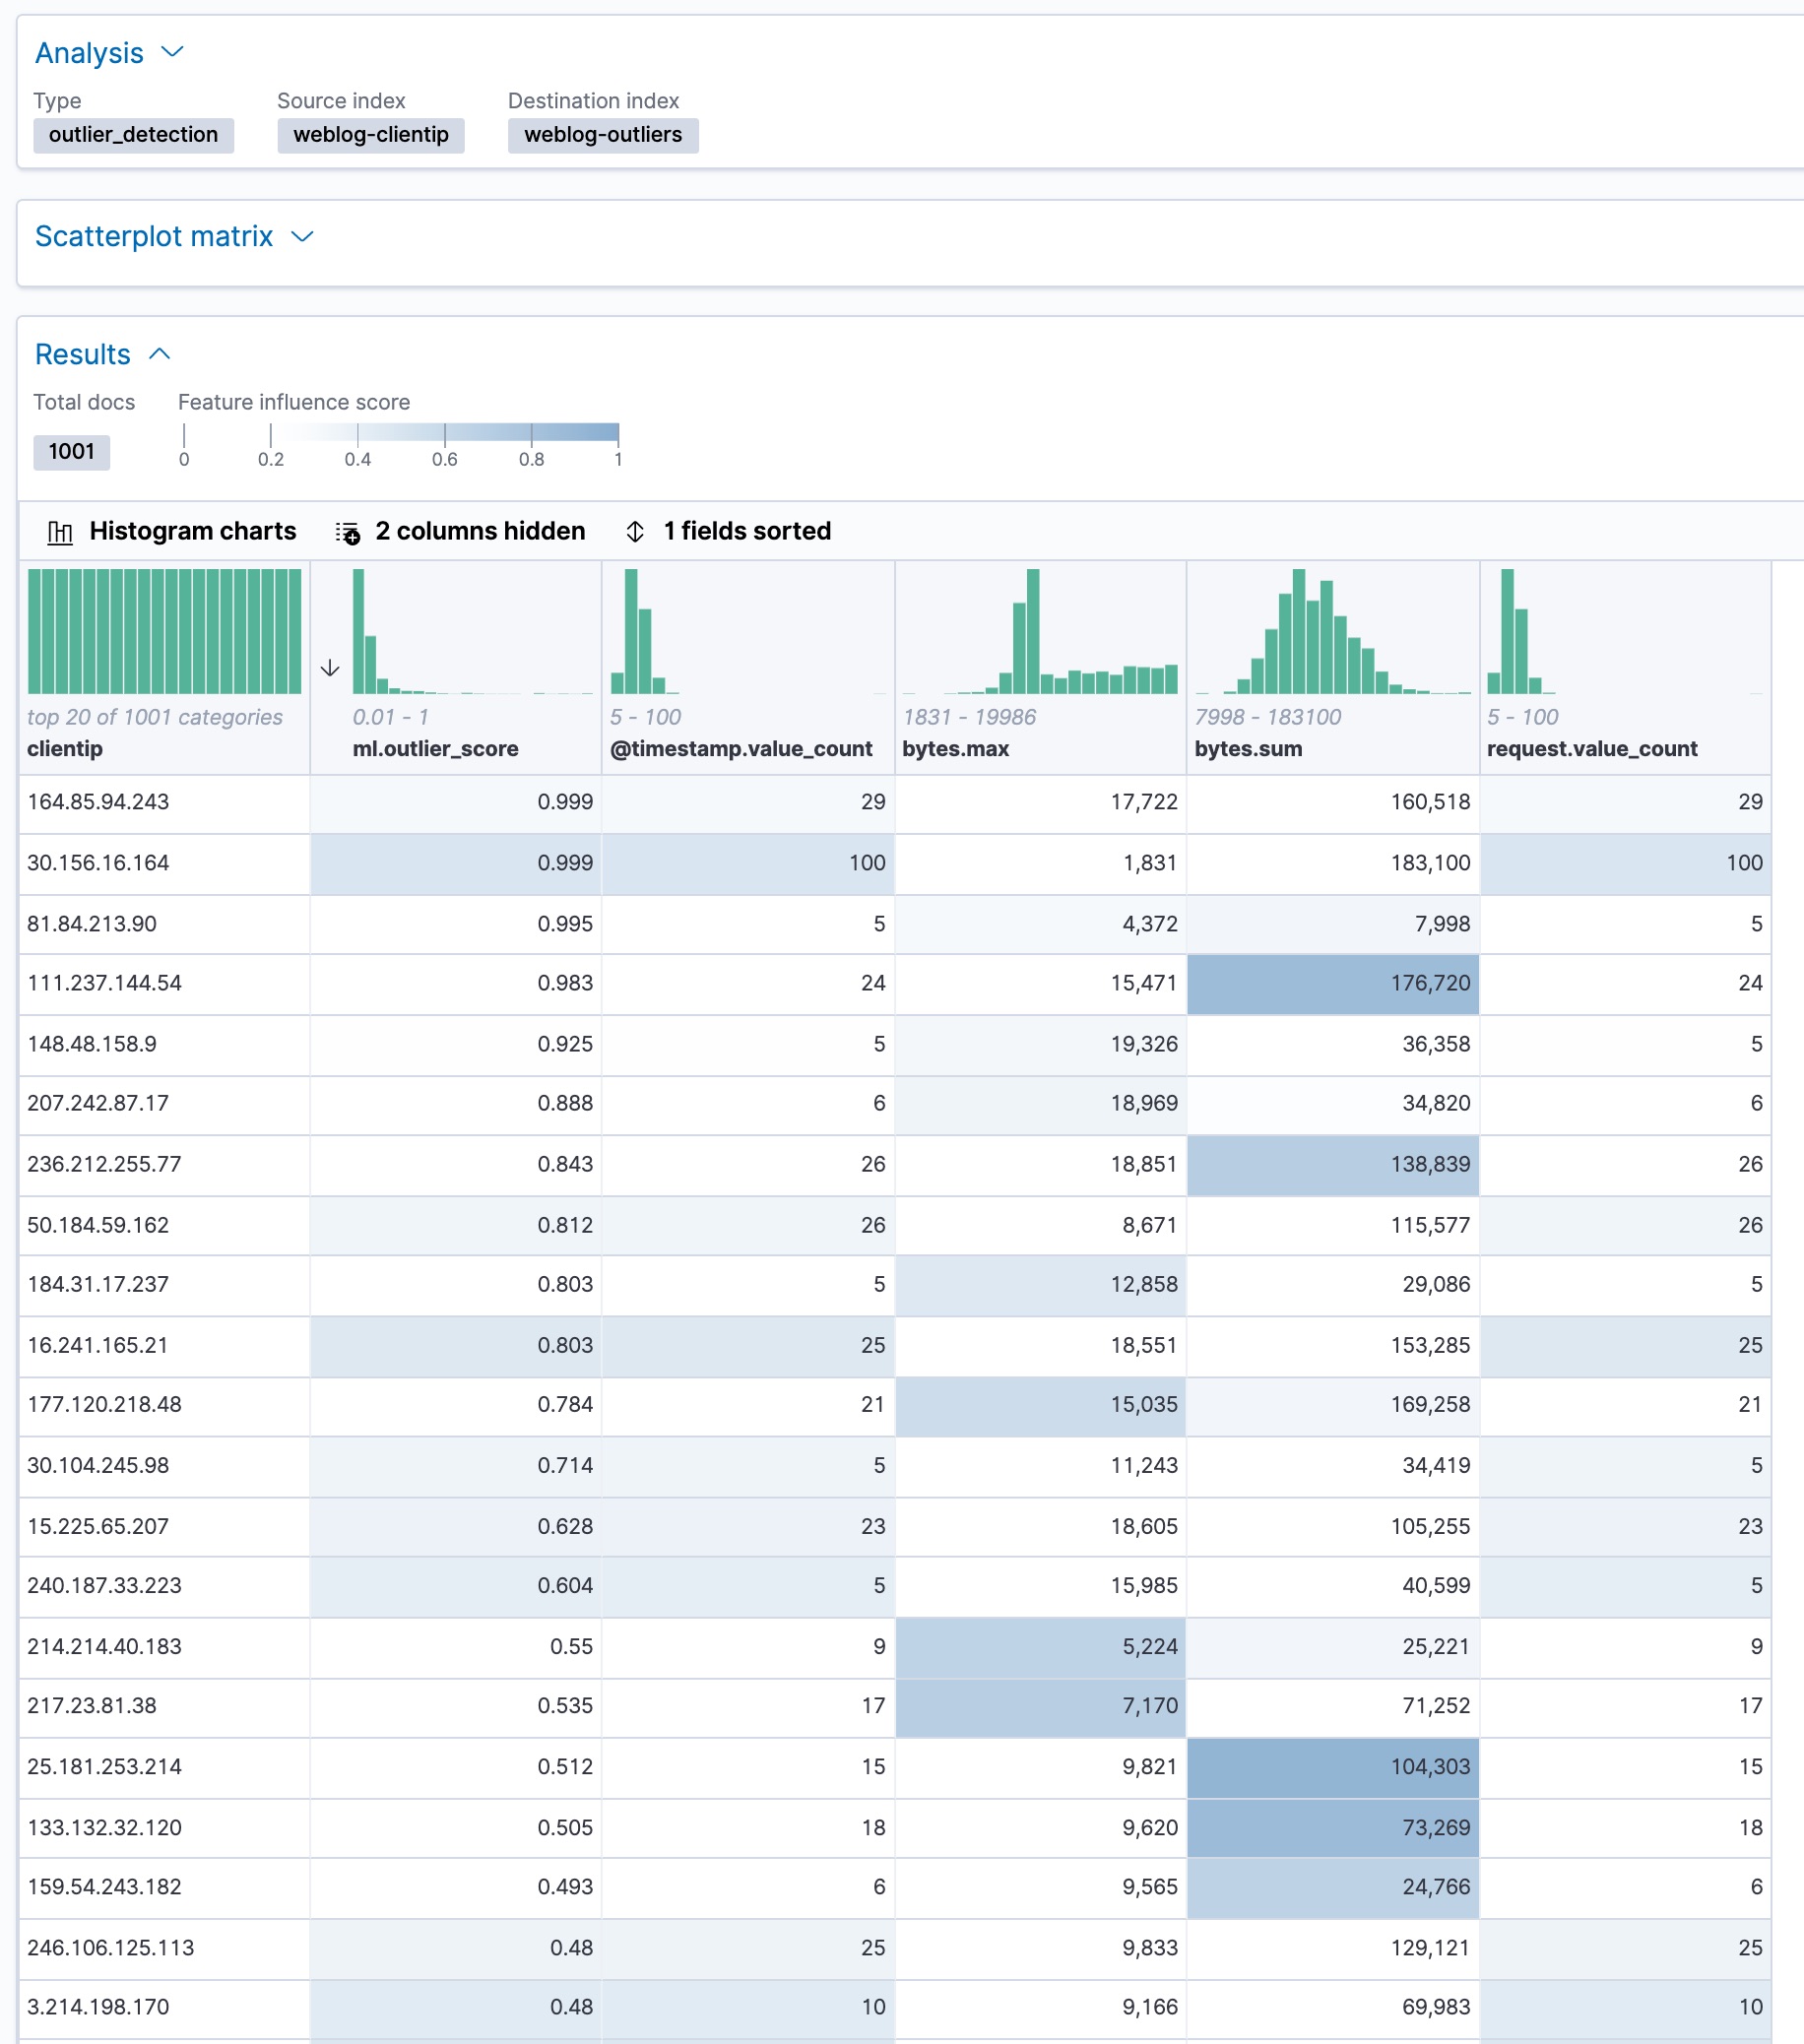 Analysis
Type Source index Destination index
outlier_detection weblog-clientip weblog-outliers
Scatterplot matrix
Results
Total docs Feature influence score
1001
0 0.2 0.4 0.6 0.8 1
Histogram charts 2 columns hidden 1 fields sorted
top 20 of 1001 categories 0.01 - 1 5 - 100 1831 - 19986 7998 - 183100 5 - 100
clientip ml.outlier_score @timestamp.value_count bytes.max bytes.sum request.value_count
164.85.94.243 0.999 29 17,722 160,518 29
30.156.16.164 0.999 100 1,831 183,100 100
81.84.213.90 0.995 5 4,372 7,998 5
111.237.144.54 0.983 24 15,471 176,720 24
148.48.158.9 0.925 5 19,326 36,358 5
207.242.87.17 0.888 6 18,969 34,820 6
236.212.255.77 0.843 26 18,851 138,839 26
50.184.59.162 0.812 26 8,671 115,577 26
184.31.17.237 0.803 5 12,858 29,086 5
16.241.165.21 0.803 25 18,551 153,285 25
177.120.218.48 0.784 21 15,035 169,258 21
30.104.245.98 0.714 5 11,243 34,419 5
15.225.65.207 0.628 23 18,605 105,255 23
240.187.33.223 0.604 5 15,985 40,599 5
214.214.40.183 0.55 9 5,224 25,221 9
217.23.81.38 0.535 17 7,170 71,252 17
25.181.253.214 0.512 15 9,821 104,303 15
133.132.32.120 0.505 18 9,620 73,269 18
159.54.243.182 0.493 6 9,565 24,766 6
246.106.125.113 0.48 25 9,833 129,121 25
3.214.198.170 0.48 10 9,166 69,983 10